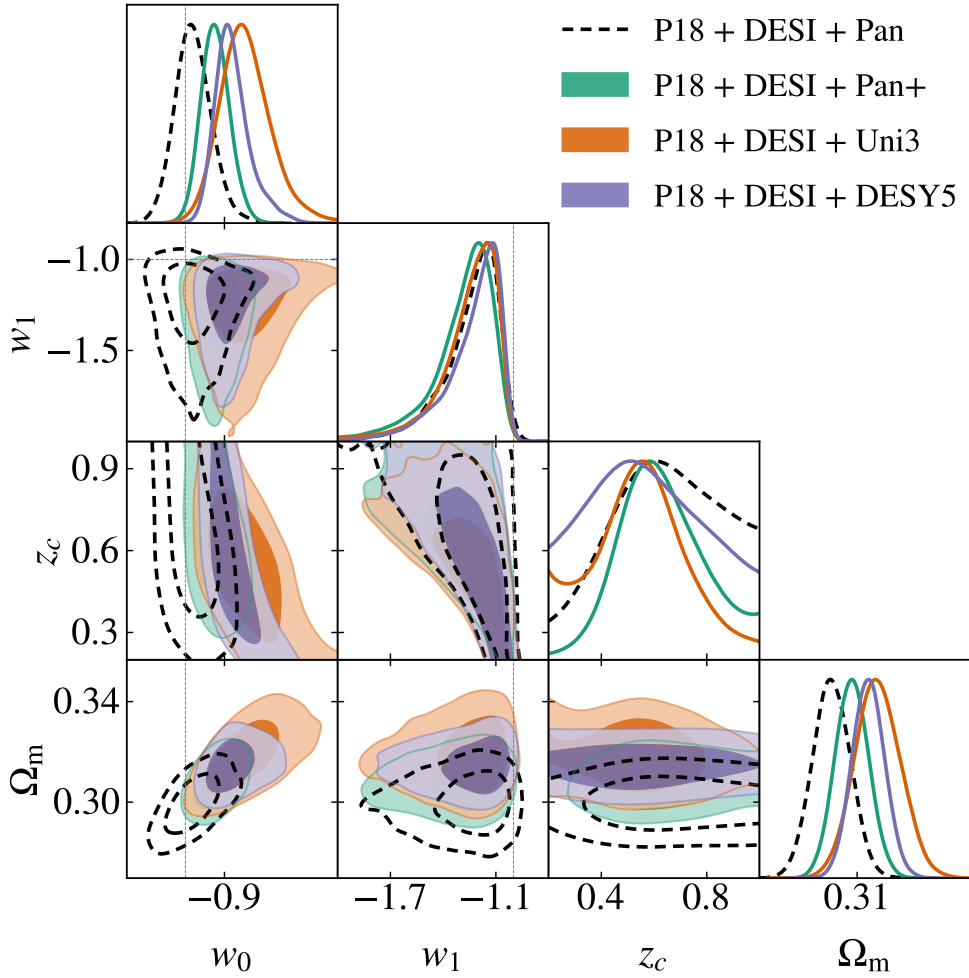 P18 + DESI + Pan
P18 + DESI + Pan+
P18 + DESI + Uni3
P18 + DESI + DESY5
−1.0
−1.5
w₁
0.9
0.6
0.3
z_c
0.34
0.30
Ωₘ
−0.9
−1.7
−1.1
0.4
0.8
0.31
w₀
w₁
z_c
Ωₘ